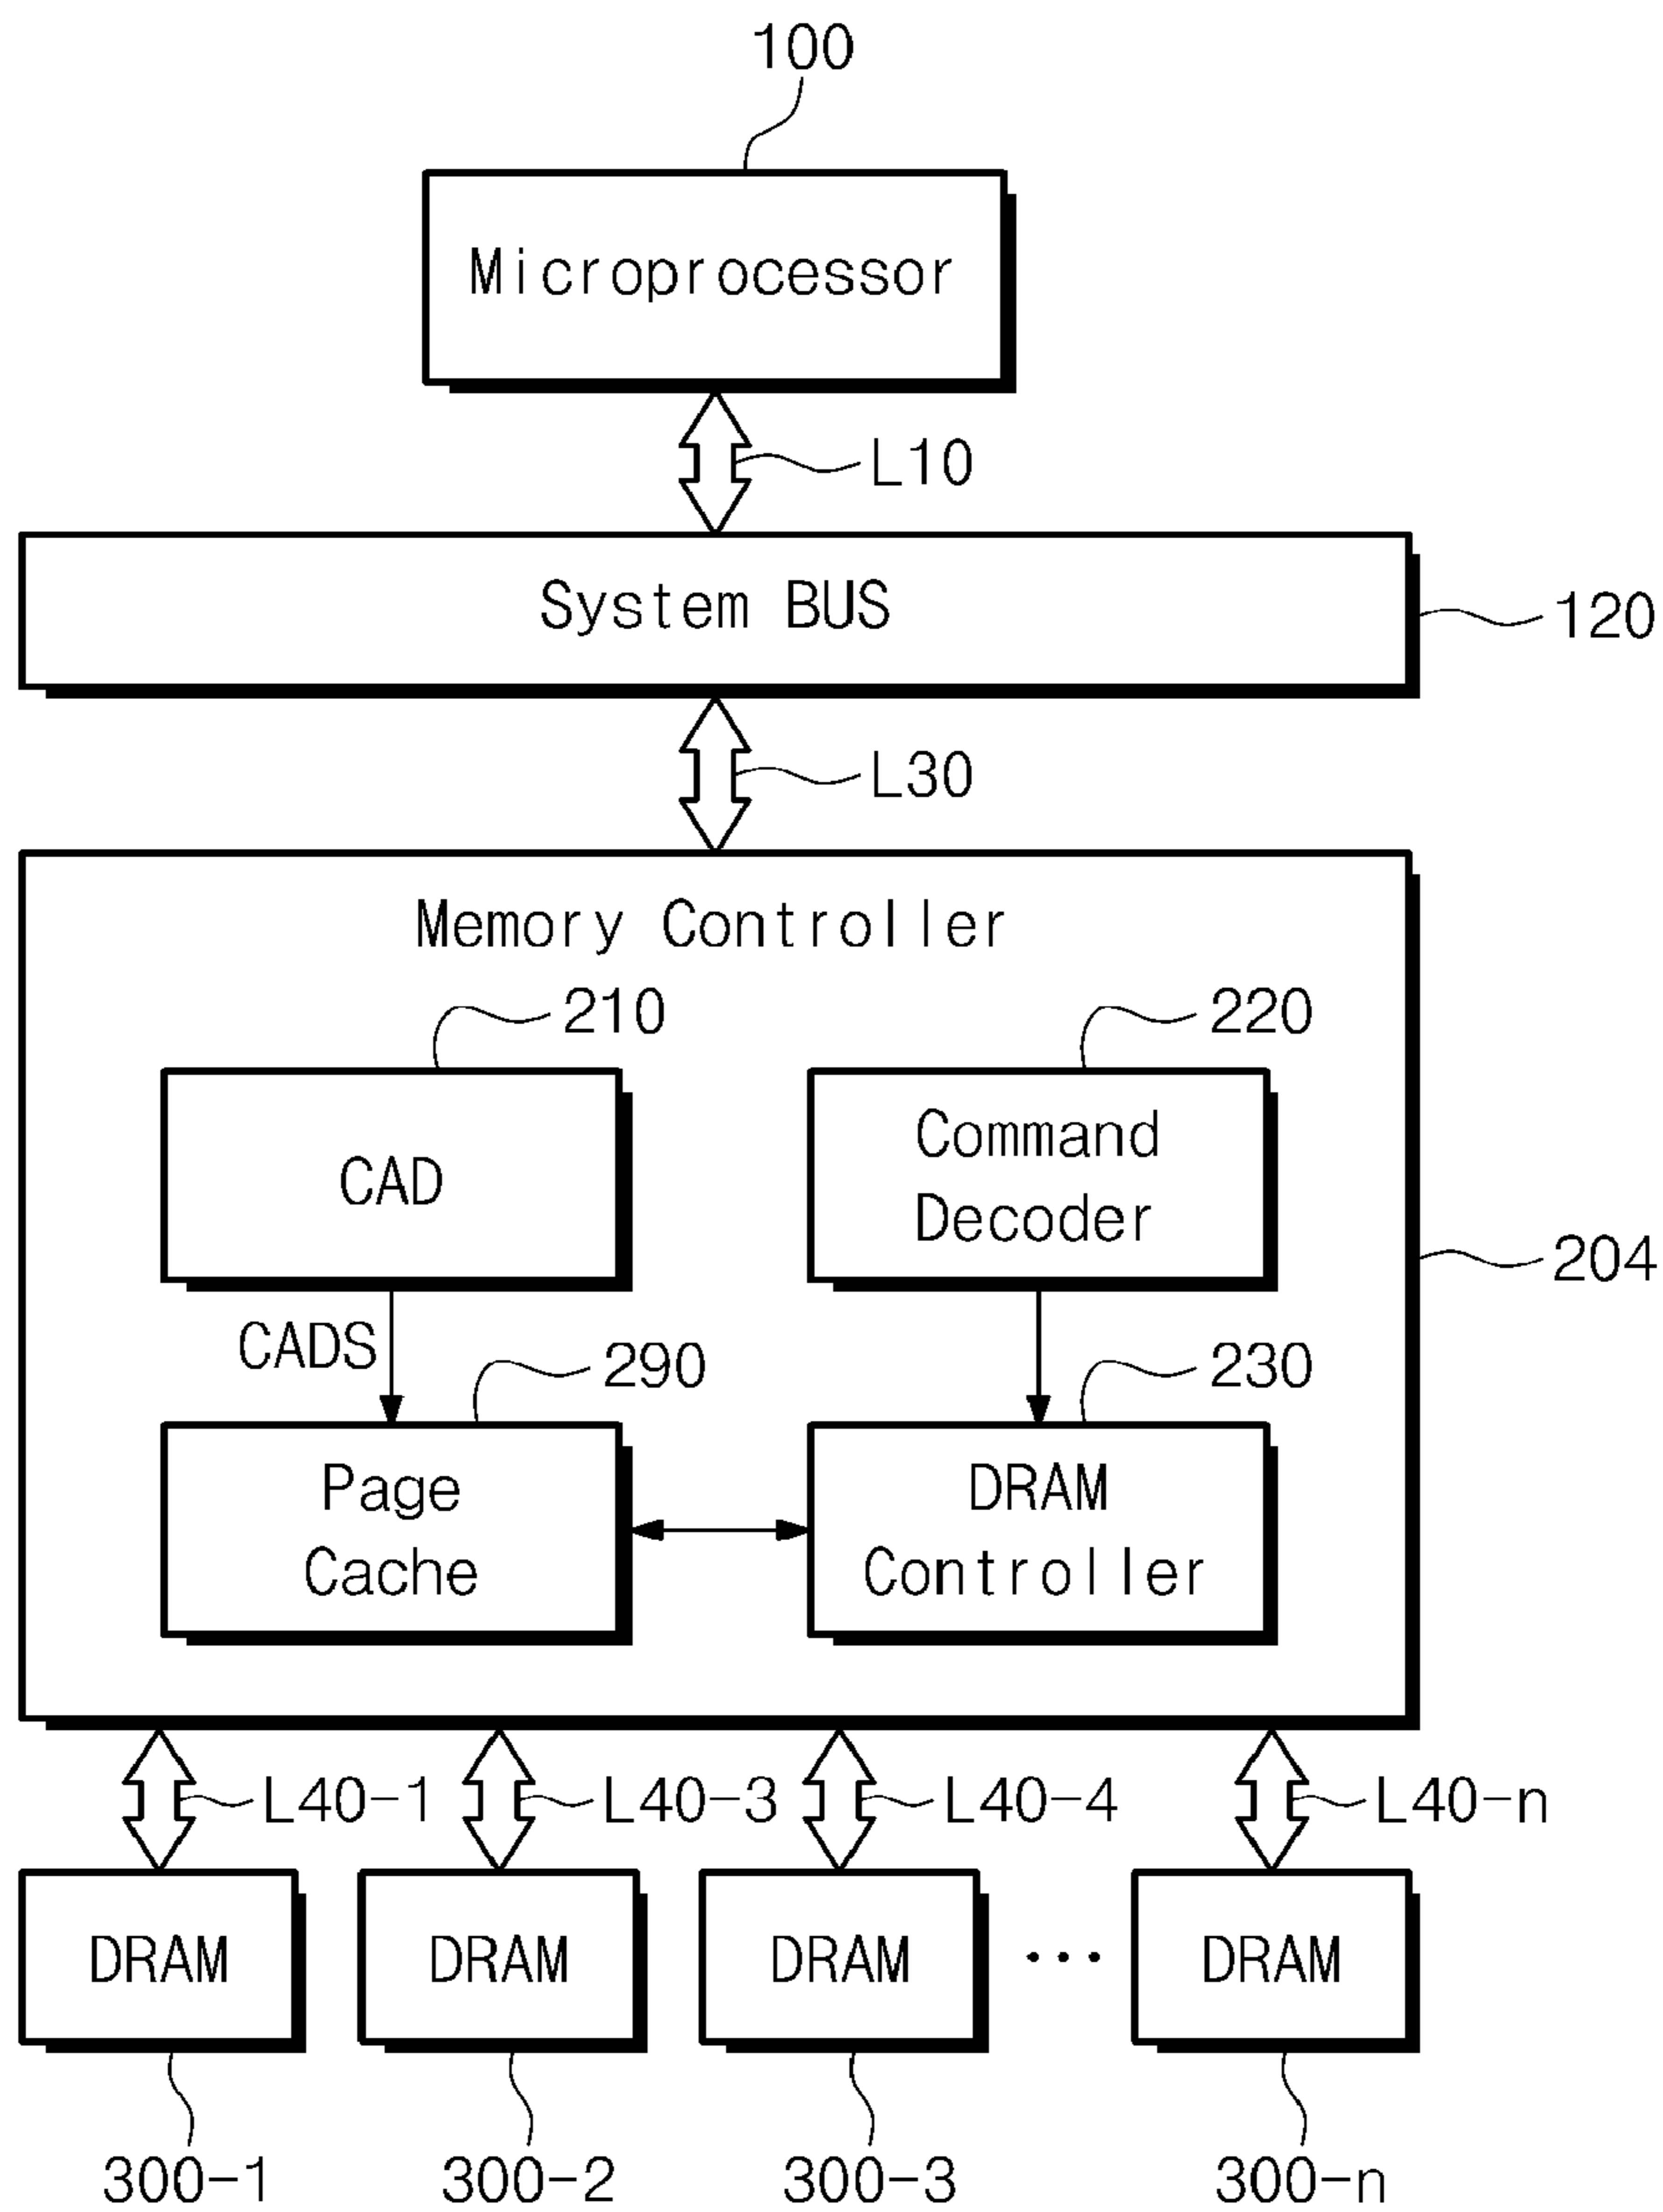 100
Microprocessor
L10
System BUS
120
L30
Memory Controller
210
220
CAD
Command
Decoder
204
CADS
290
230
Page
Cache
DRAM
Controller
L40-1
L40-3
L40-4
L40-n
DRAM
DRAM
DRAM
...
DRAM
300-1
300-2
300-3
300-n